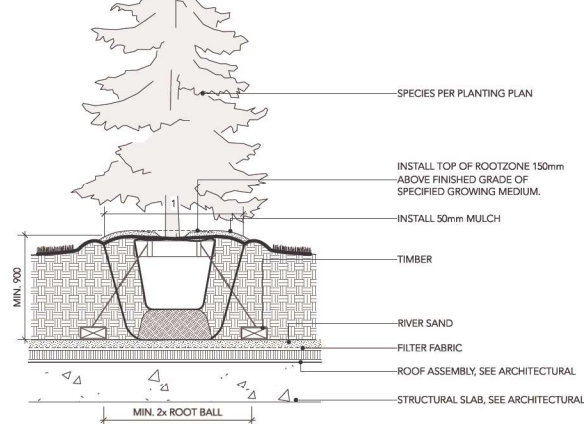 SPECIES PER PLANTING PLAN
INSTALL TOP OF ROOTZONE 150mm
ABOVE FINISHED GRADE OF
SPECIFIED GROWING MEDIUM.
1
INSTALL 50mm MULCH
TIMBER
MIN. 900
RIVER SAND
FILTER FABRIC
ROOF ASSEMBLY, SEE ARCHITECTURAL
STRUCTURAL SLAB, SEE ARCHITECTURAL
MIN. 2x ROOT BALL